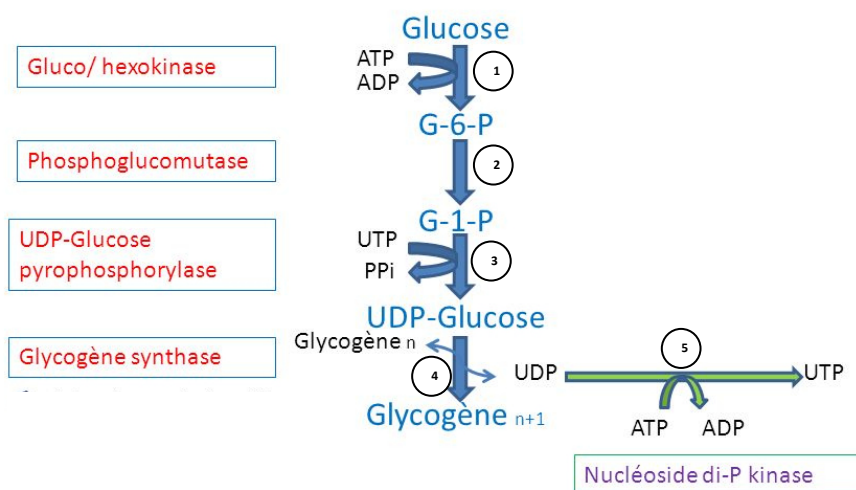 Glucose
Gluco/ hexokinase
ATP
ADP
1
G-6-P
Phosphoglucomutase
2
G-1-P
UDP-Glucose
pyrophosphorylase
UTP
PPi
3
UDP-Glucose
Glycogène n
Glycogène synthase
4
UDP
5
UTP
Glycogène n+1
ATP
ADP
Nucléoside di-P kinase